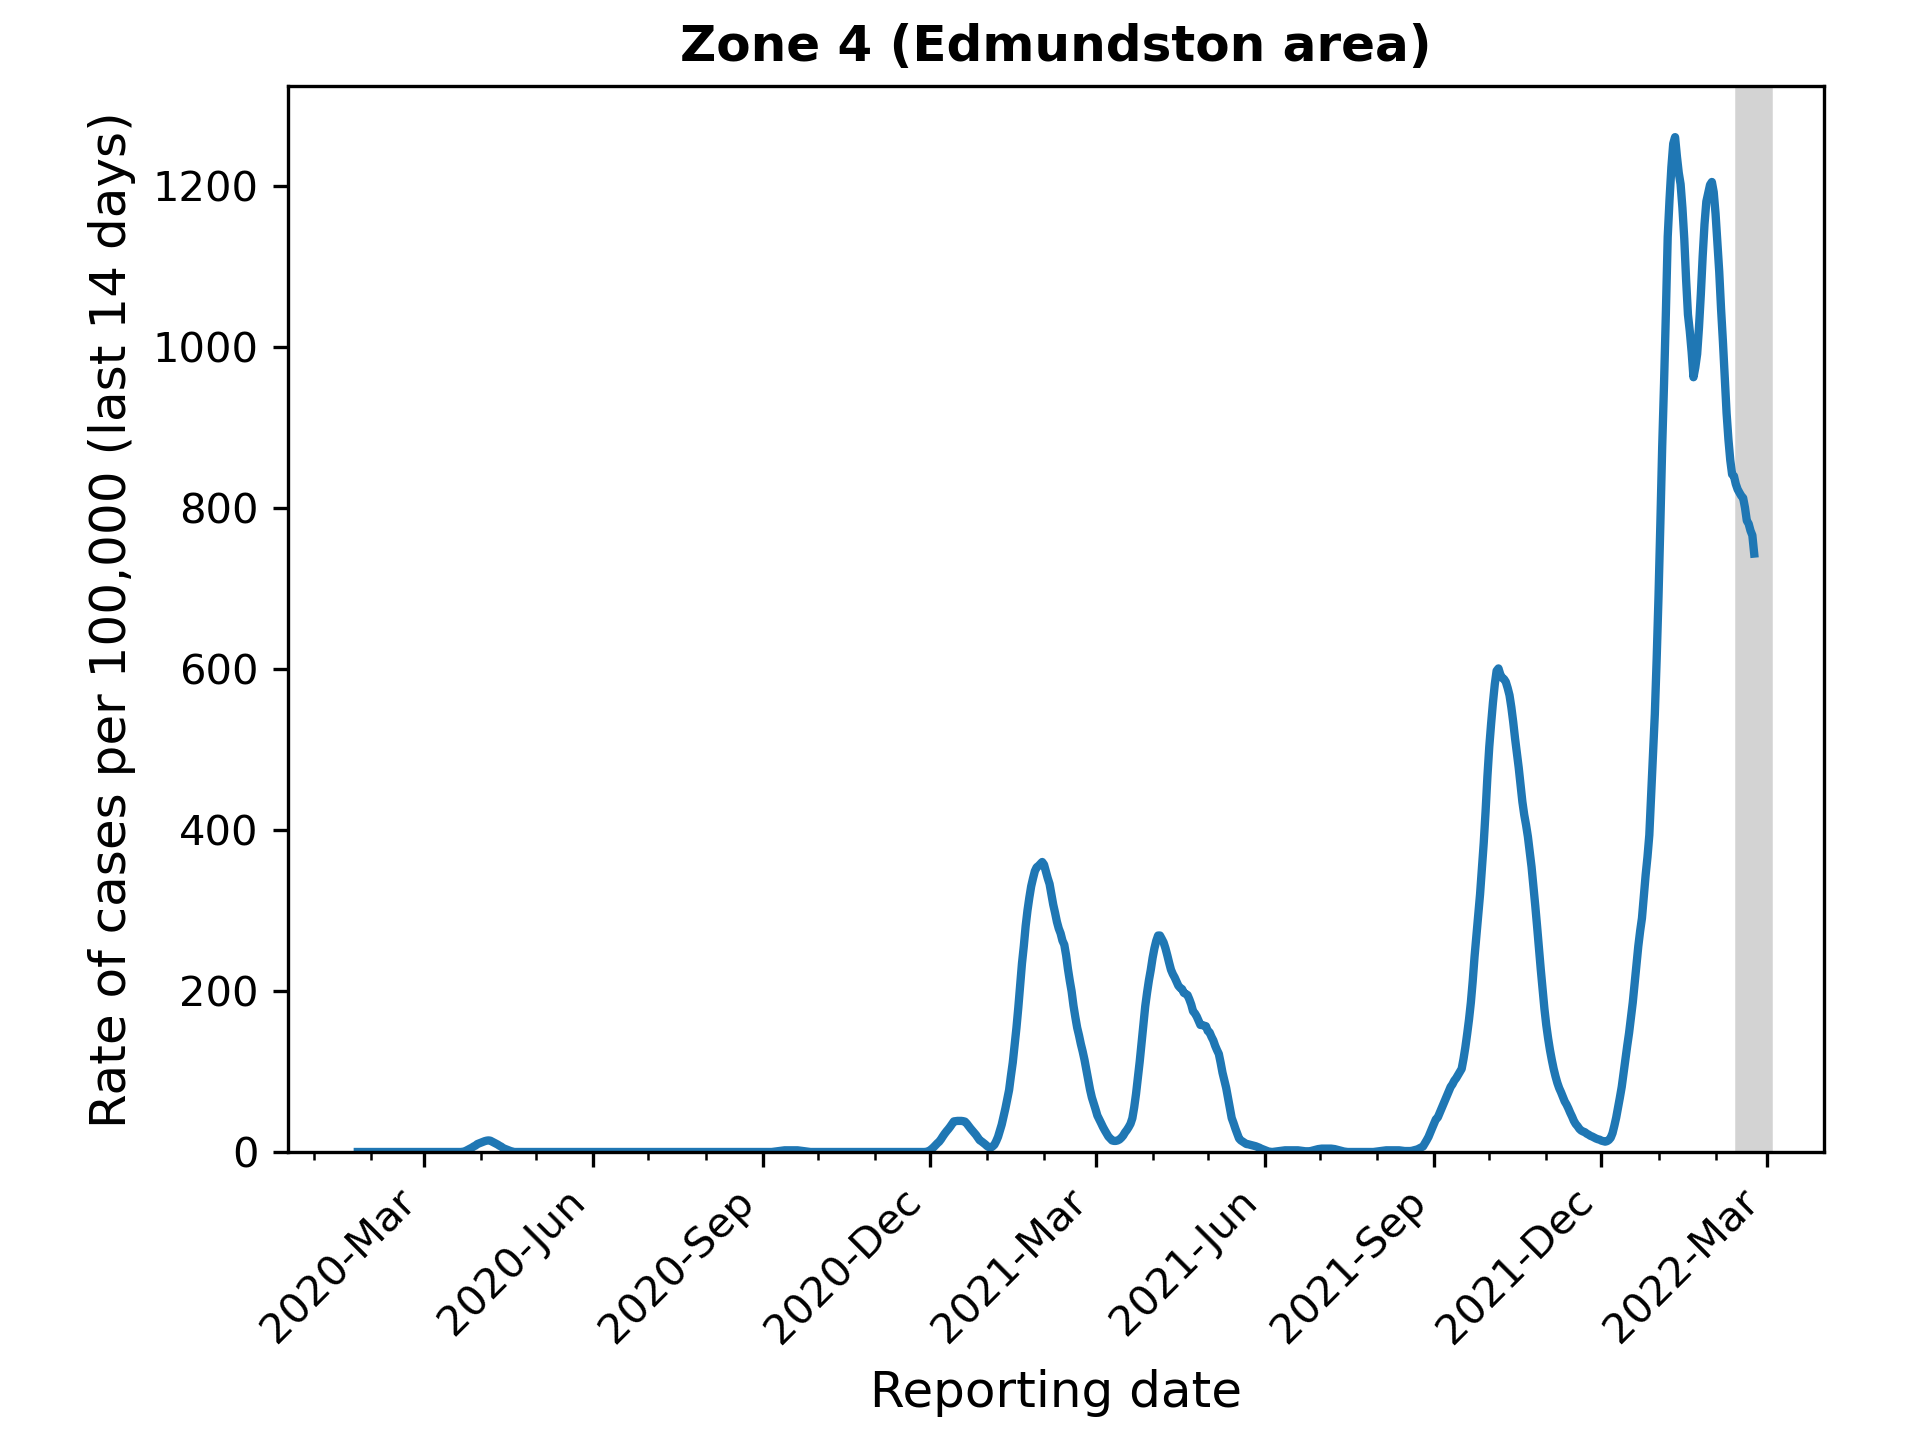 Zone 4 (Edmundston area)
Rate of cases per 100,000 (last 14 days)
1200
1000
800
600
400
200
0
2020-Mar
2020-Jun
2020-Sep
2020-Dec
2021-Mar
2021-Jun
2021-Sep
2021-Dec
2022-Mar
Reporting date